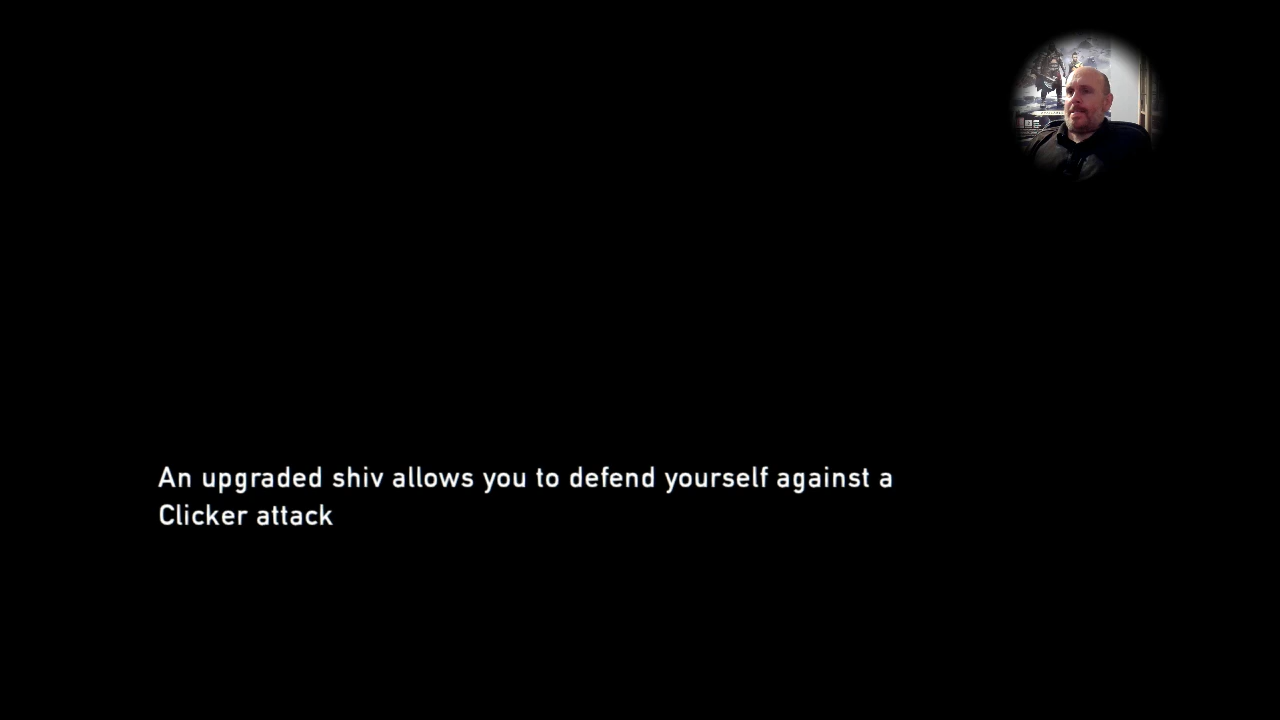 An upgraded shiv allows you to defend yourself against a
Clicker attack